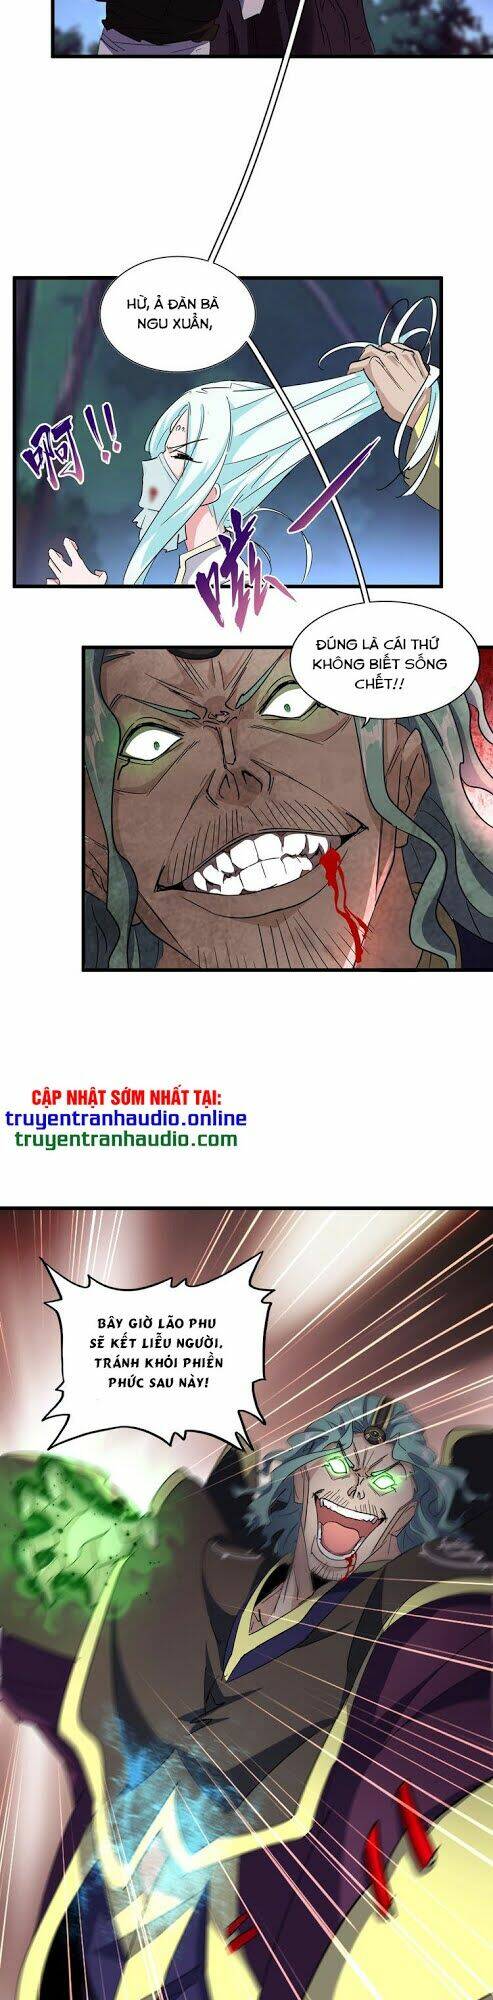 HỪ, Ả ĐÀN BÀ
NGU XUẨN,
啊!!
ĐÚNG LÀ CÁI THỨ
KHÔNG BIẾT SỐNG
CHẾT!!
CẬP NHẬT SỚM NHẤT TẠI:
truyentranhaudio.online
truyentranhaudio.com
BÂY GIỜ LÃO PHU
SẼ KẾT LIỄU NGƯƠI,
TRÁNH KHỎI PHIỀN
PHỨC SAU NÀY!